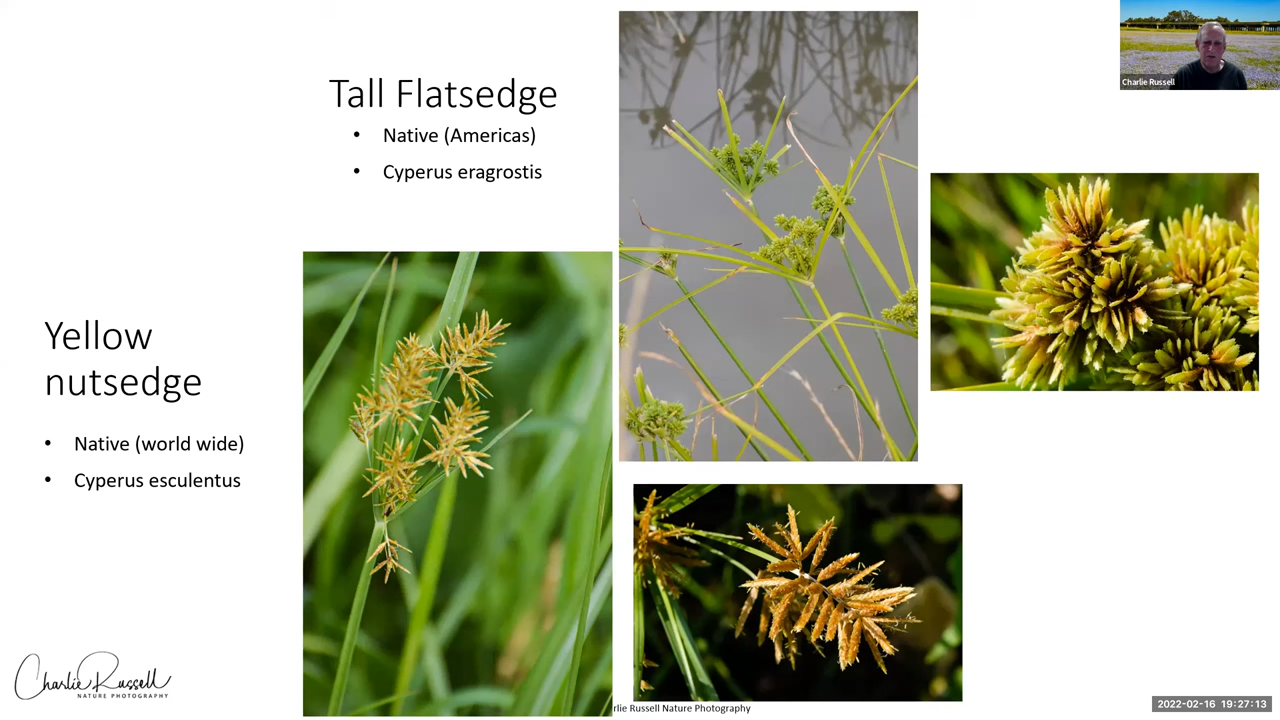 Tall Flatsedge
• Native (Americas)
• Cyperus eragrostis
Charlie Russell
Yellow
nutsedge
• Native (world wide)
• Cyperus esculentus
Charlie Russell
NATURE PHOTOGRAPHY
rlie Russell Nature Photography
2022-02-16 19:27:13